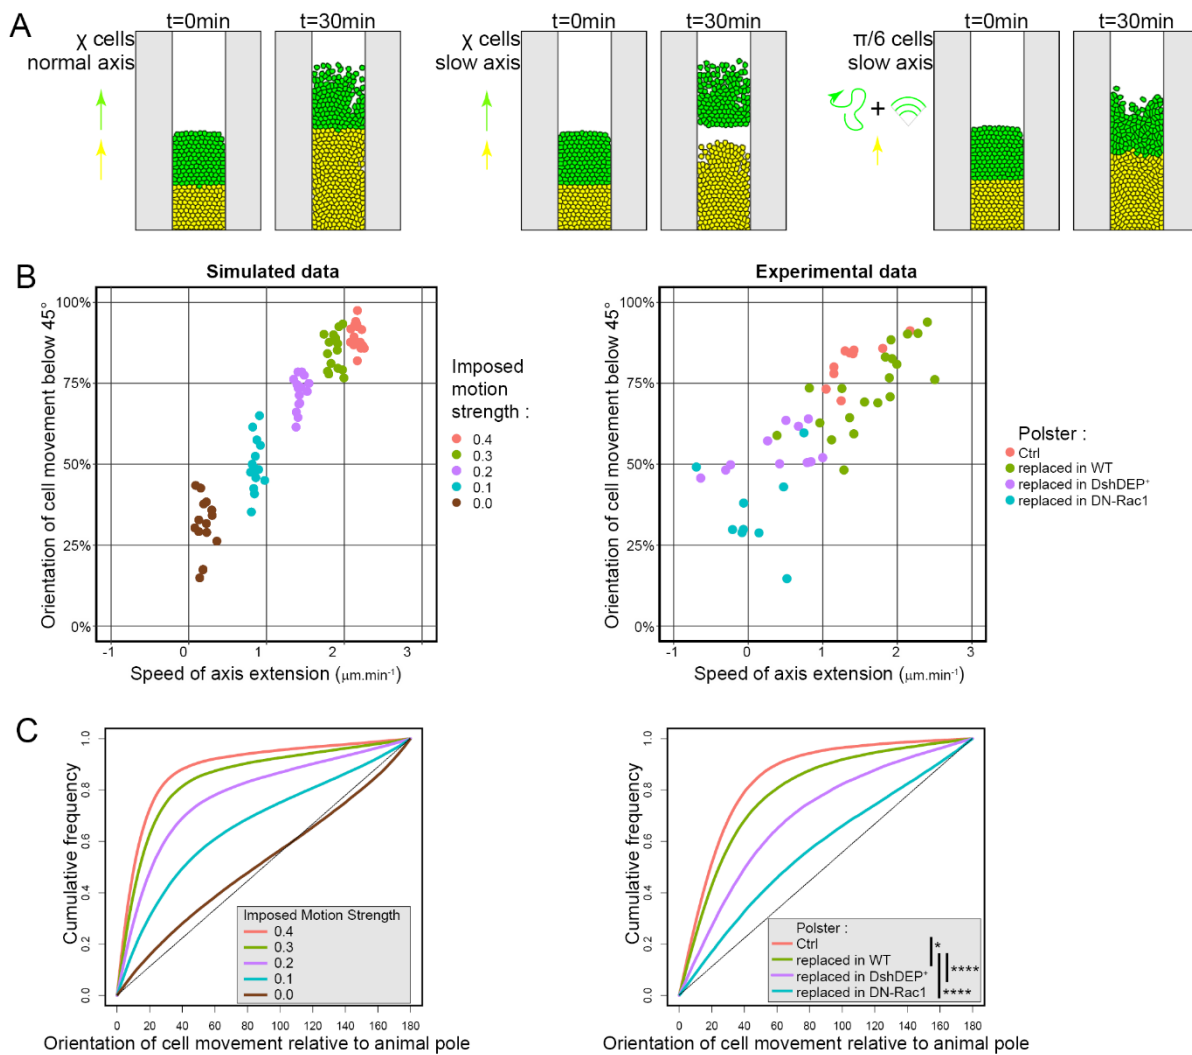 A
t=0min
t=30min
χ cells
normal axis
t=0min
t=30min
χ cells
slow axis
t=0min
t=30min
π/6 cells
slow axis
+
B
Simulated data
Orientation of cell movement below 45°
100%
75%
50%
25%
0%
-1 0 1 2 3
Speed of axis extension (μm.min⁻¹)
Imposed
motion
strength :
0.4
0.3
0.2
0.1
0.0
Experimental data
Orientation of cell movement below 45°
100%
75%
50%
25%
0%
-1 0 1 2 3
Speed of axis extension (μm.min⁻¹)
Polster :
Ctrl
replaced in WT
replaced in DshDEP⁺
replaced in DN-Rac1
C
Cumulative frequency
1.0
0.8
0.6
0.4
0.2
0.0
0 20 40 60 80 100 120 140 160 180
Orientation of cell movement relative to animal pole
Imposed Motion Strength
0.4
0.3
0.2
0.1
0.0
Cumulative frequency
1.0
0.8
0.6
0.4
0.2
0.0
0 20 40 60 80 100 120 140 160 180
Orientation of cell movement relative to animal pole
Polster :
Ctrl
replaced in WT
replaced in DshDEP⁺
replaced in DN-Rac1
*
****
****